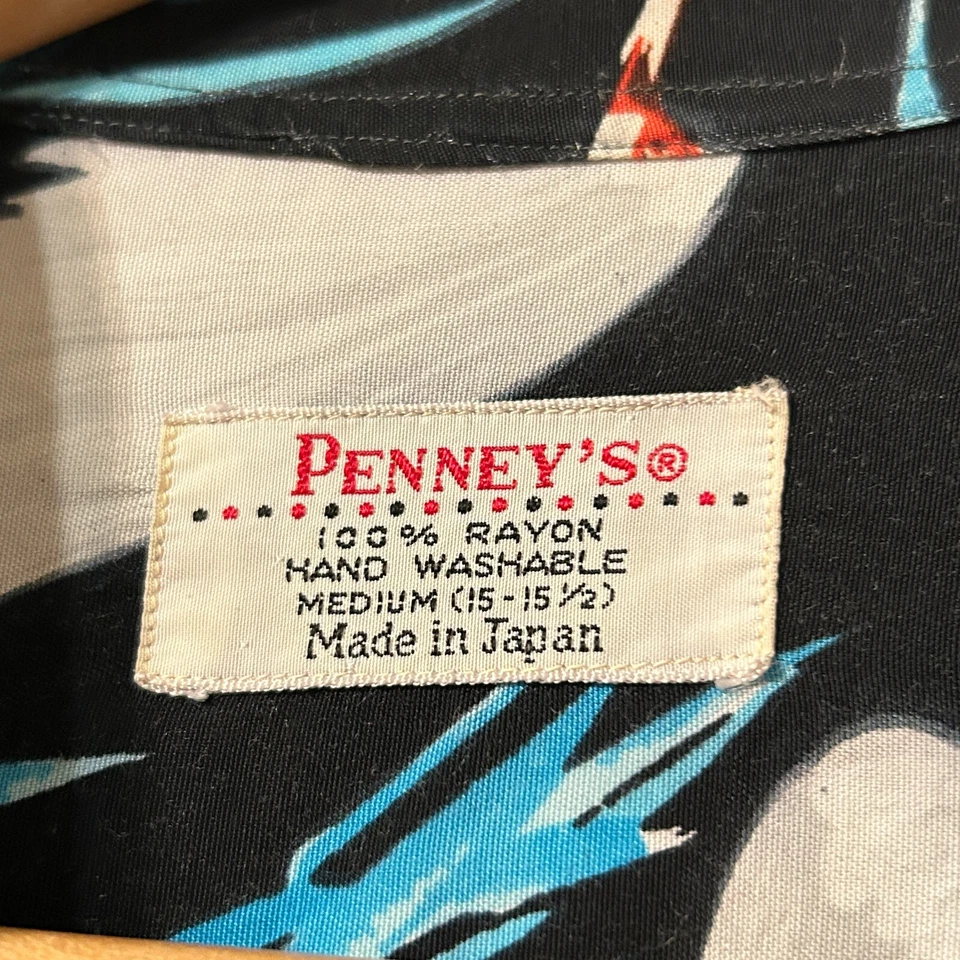 PENNEY'S®
100% RAYON
HAND WASHABLE
MEDIUM (15-15½)
Made in Japan